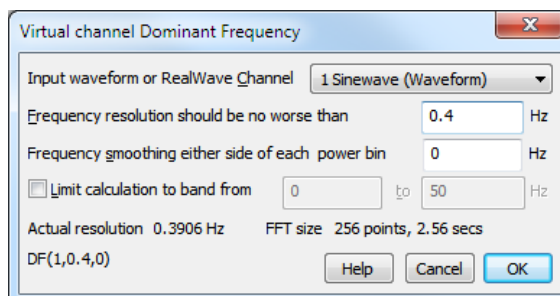 Virtual channel Dominant Frequency
Input waveform or RealWave Channel 1 Sinewave (Waveform)
Frequency resolution should be no worse than 0.4 Hz
Frequency smoothing either side of each power bin 0 Hz
Limit calculation to band from 0 to 50 Hz
Actual resolution 0.3906 Hz FFT size 256 points, 2.56 secs
DF(1,0.4,0) Help Cancel OK